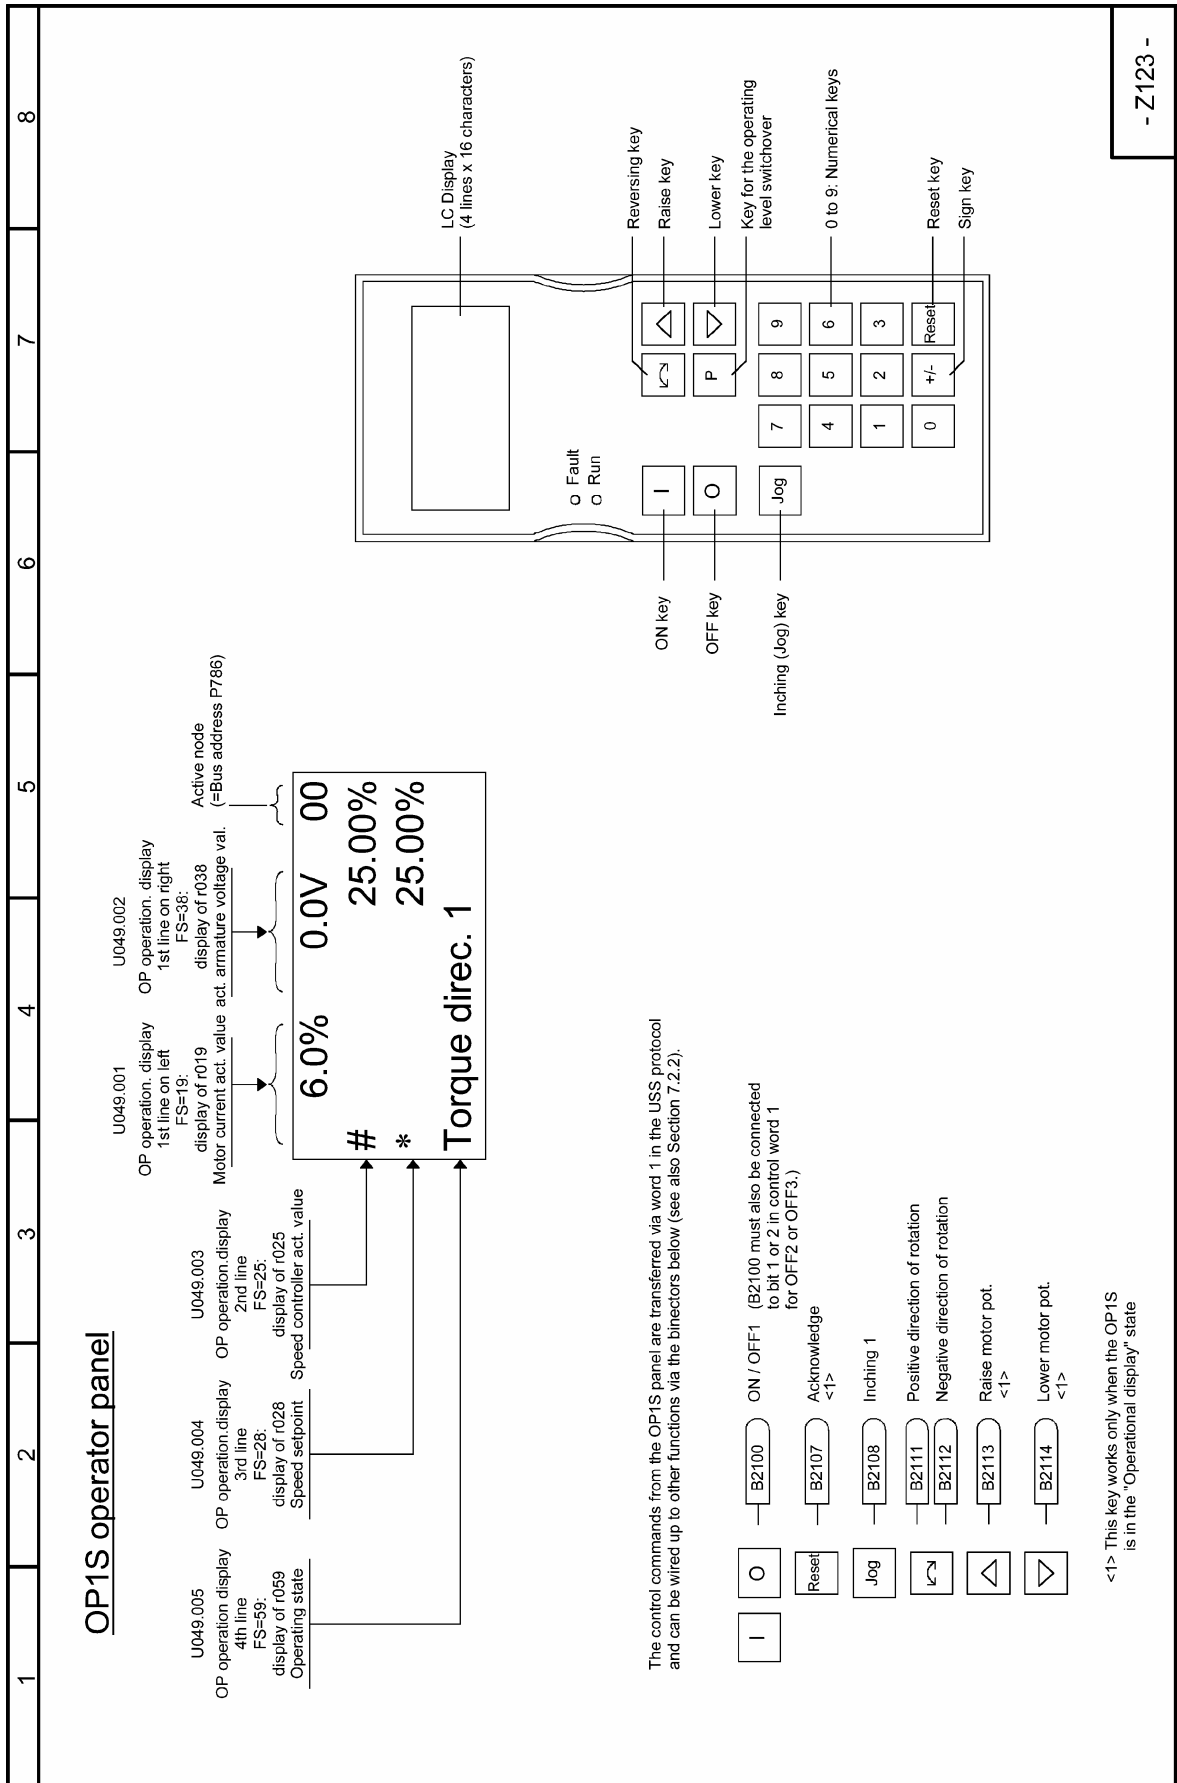 1 2 3 4 5 6 7 8
OP1S operator panel
U049.005
OP operation display
4th line
FS=59:
display of r059
Operating state
U049.004
OP operation.display
3rd line
FS=28:
display of r028
Speed setpoint
U049.003
OP operation.display
2nd line
FS=25:
display of r025
Speed controller act. value
U049.001
OP operation. display
1st line on left
FS=19:
display of r019
Motor current act. value
U049.002
OP operation. display
1st line on right
FS=38:
display of r038
act. armature voltage val.
Active node
(=Bus address P786)
6.0% 0.0V 00
# 25.00%
* 25.00%
Torque direc. 1
LC Display
(4 lines x 16 characters)
Fault
Run
Reversing key
Raise key
Lower key
Key for the operating
level switchover
0 to 9: Numerical keys
Reset key
Sign key
ON key
OFF key
Inching (Jog) key
I
O P
Jog 7 8 9
4 5 6
1 2 3
0 +/- Reset
The control commands from the OP1S panel are transferred via word 1 in the USS protocol
and can be wired up to other functions via the binectors below (see also Section 7.2.2).
I O B2100 ON / OFF1 (B2100 must also be connected
to bit 1 or 2 in control word 1
for OFF2 or OFF3.)
Reset B2107 Acknowledge
<1>
Jog B2108 Inching 1
B2111 Positive direction of rotation
B2112 Negative direction of rotation
B2113 Raise motor pot.
<1>
B2114 Lower motor pot.
<1>
<1> This key works only when the OP1S
is in the "Operational display" state
- Z123 -